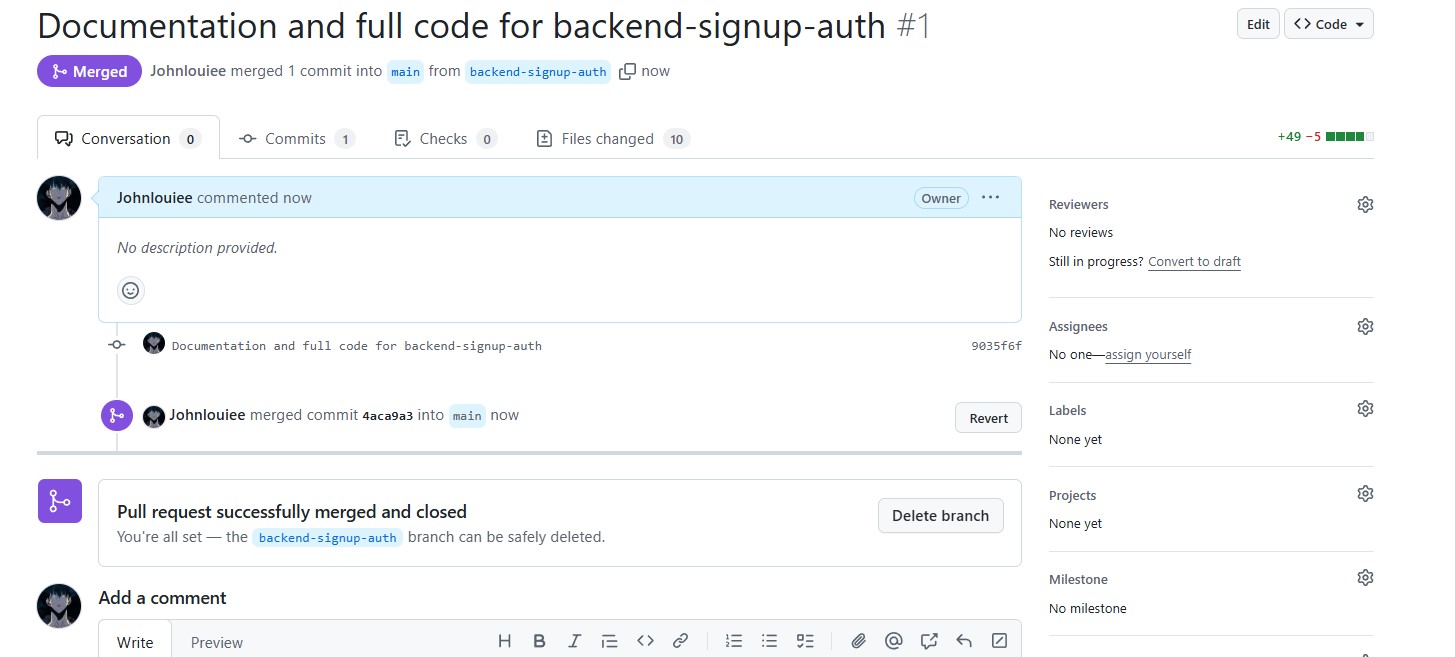 Documentation and full code for backend-signup-auth #1
Edit
Code
Merged
Johnlouiee merged 1 commit into main from backend-signup-auth now
Conversation 0
Commits 1
Checks 0
Files changed 10
+49 −5
Johnlouiee commented now
Owner
No description provided.
Documentation and full code for backend-signup-auth
9035f6f
Johnlouiee merged commit 4aca9a3 into main now
Revert
Pull request successfully merged and closed
You're all set — the backend-signup-auth branch can be safely deleted.
Delete branch
Add a comment
Write
Preview
Reviewers
No reviews
Still in progress? Convert to draft
Assignees
No one—assign yourself
Labels
None yet
Projects
None yet
Milestone
No milestone